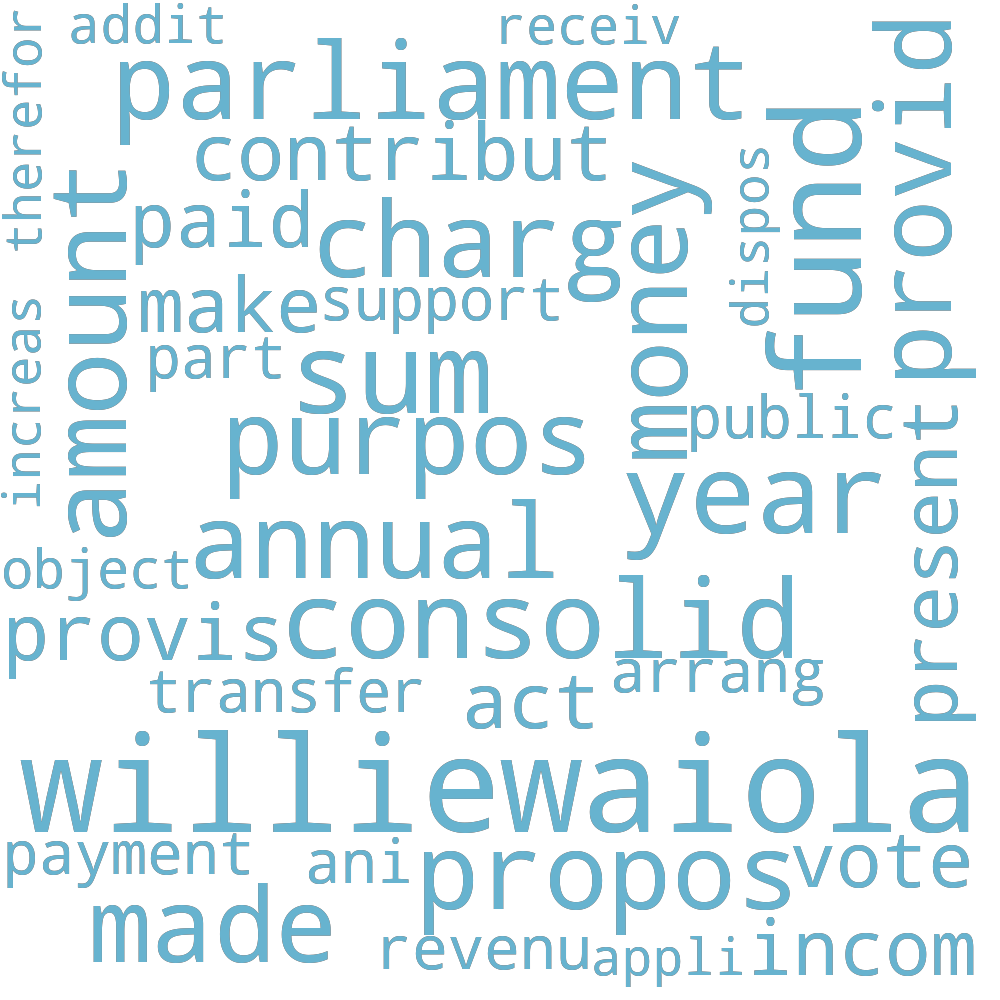 addit
receiv
therefor
parliament
provid
fund
contribut
amount
paid
charg
money
dispos
make
support
increas
part
sum
purpos
public
present
year
annual
object
provis
consolid
arrang
transfer
act
williewaiola
payment
ani
propos
vote
made
revenu
appli
incom